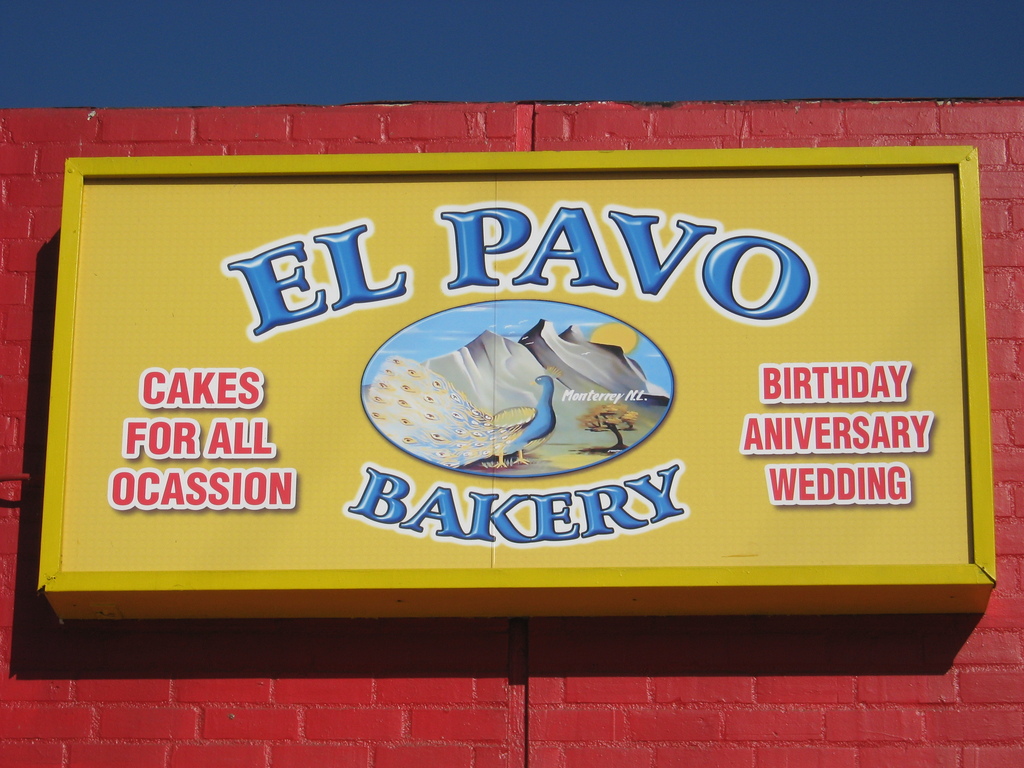 EL PAVO
Monterrey N.L.
BAKERY
CAKES
FOR ALL
OCASSION
BIRTHDAY
ANIVERSARY
WEDDING